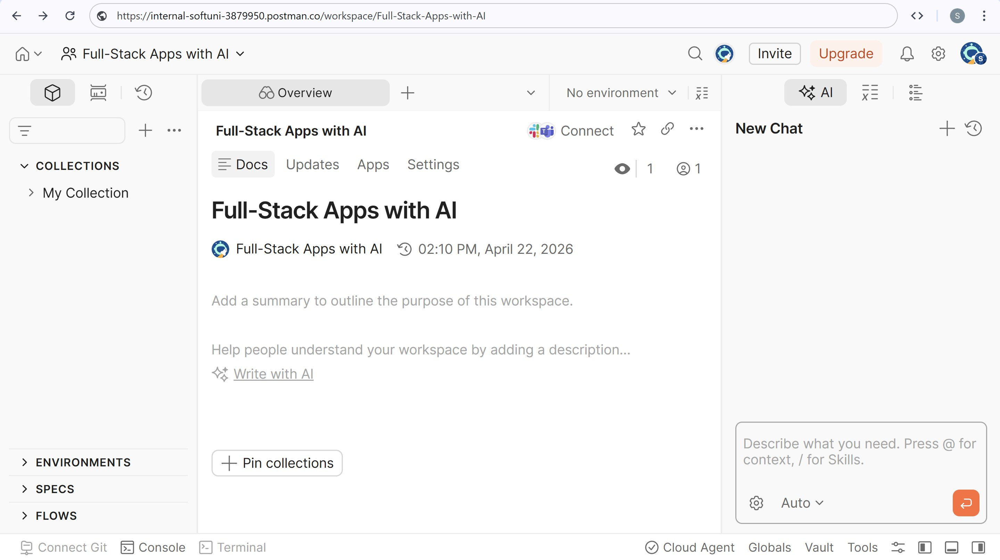 https://internal-softuni-3879950.postman.co/workspace/Full-Stack-Apps-with-AI
S
Full-Stack Apps with AI
Invite
Upgrade
S
Overview
No environment
AI
Full-Stack Apps with AI
Connect
New Chat
Docs
Updates
Apps
Settings
1
1
COLLECTIONS
My Collection
Full-Stack Apps with AI
Full-Stack Apps with AI
02:10 PM, April 22, 2026
Add a summary to outline the purpose of this workspace.
Help people understand your workspace by adding a description...
Write with AI
Pin collections
Describe what you need. Press @ for
context, / for Skills.
Auto
ENVIRONMENTS
SPECS
FLOWS
Connect Git
Console
Terminal
Cloud Agent
Globals
Vault
Tools